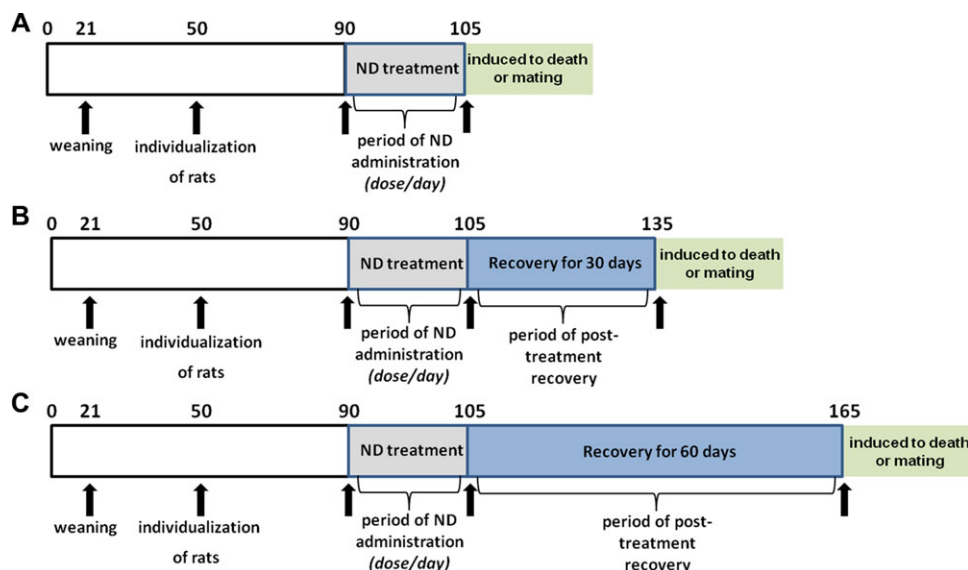 A
0 21 50 90 105
ND treatment
induced to death
or mating
weaning
individualization
of rats
period of ND
administration
(dose/day)
B
0 21 50 90 105 135
ND treatment
Recovery for 30 days
induced to death
or mating
weaning
individualization
of rats
period of ND
administration
(dose/day)
period of post-
treatment
recovery
C
0 21 50 90 105 165
ND treatment
Recovery for 60 days
induced to death
or mating
weaning
individualization
of rats
period of ND
administration
(dose/day)
period of post-
treatment
recovery